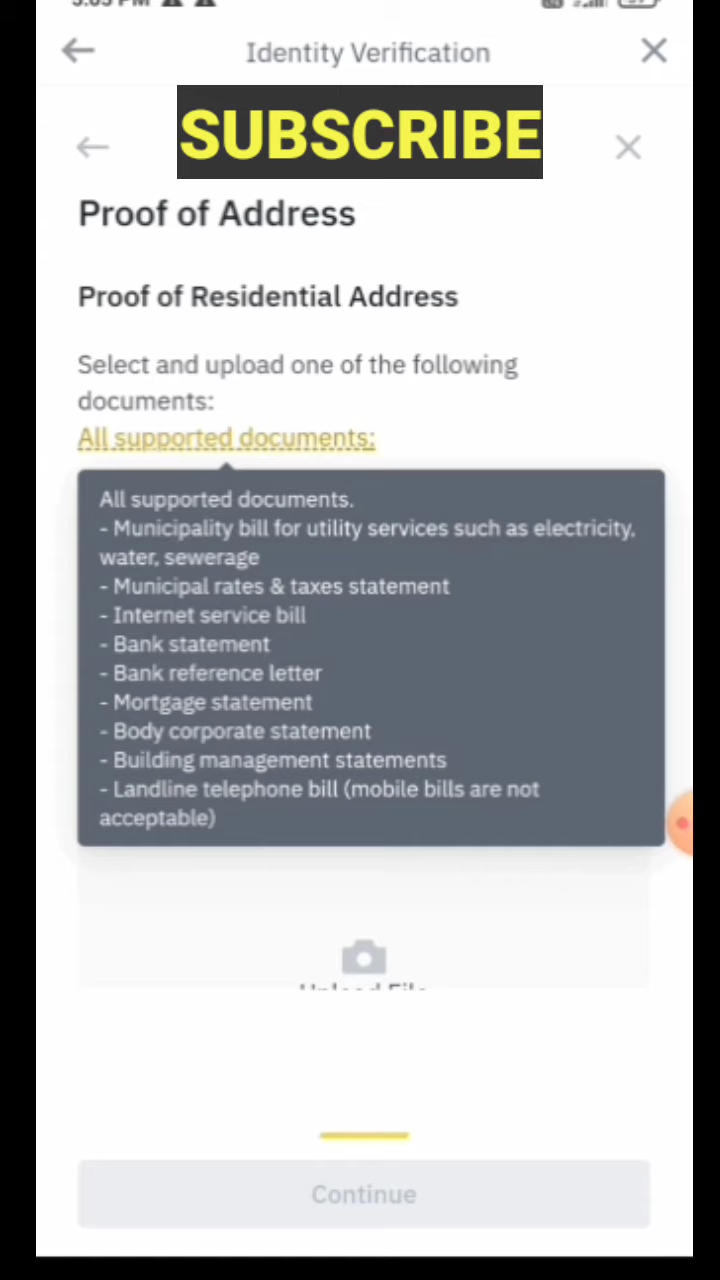 Identity Verification
SUBSCRIBE
Proof of Address
Proof of Residential Address
Select and upload one of the following
documents:
All supported documents:
All supported documents.
- Municipality bill for utility services such as electricity,
water, sewerage
- Municipal rates & taxes statement
- Internet service bill
- Bank statement
- Bank reference letter
- Mortgage statement
- Body corporate statement
- Building management statements
- Landline telephone bill (mobile bills are not
acceptable)
Upload File
Continue